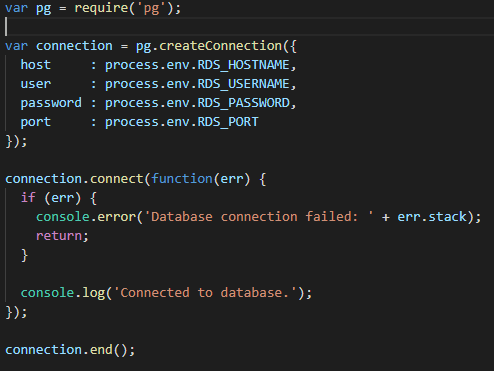 var pg = require('pg');
var connection = pg.createConnection({
  host     : process.env.RDS_HOSTNAME,
  user     : process.env.RDS_USERNAME,
  password : process.env.RDS_PASSWORD,
  port     : process.env.RDS_PORT
});
connection.connect(function(err) {
  if (err) {
    console.error('Database connection failed: ' + err.stack);
    return;
  }
  console.log('Connected to database.');
});
connection.end();